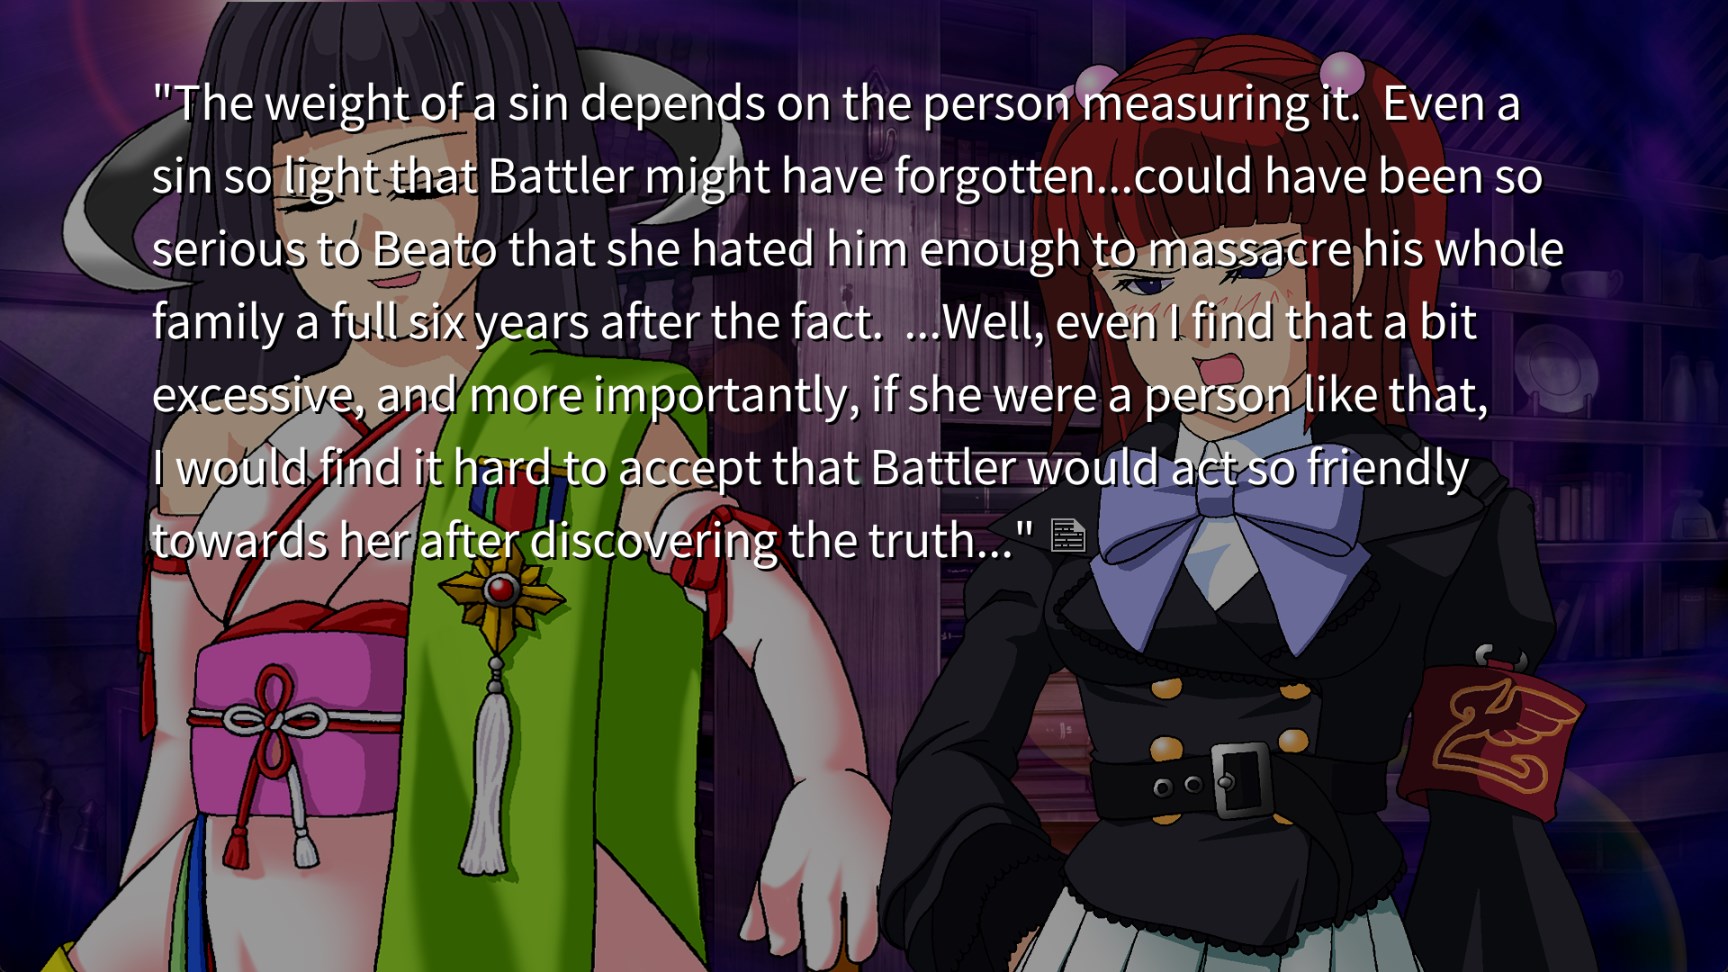 "The weight of a sin depends on the person measuring it.  Even a
sin so light that Battler might have forgotten...could have been so
serious to Beato that she hated him enough to massacre his whole
family a full six years after the fact.  ...Well, even I find that a bit
excessive, and more importantly, if she were a person like that,
I would find it hard to accept that Battler would act so friendly
towards her after discovering the truth..."